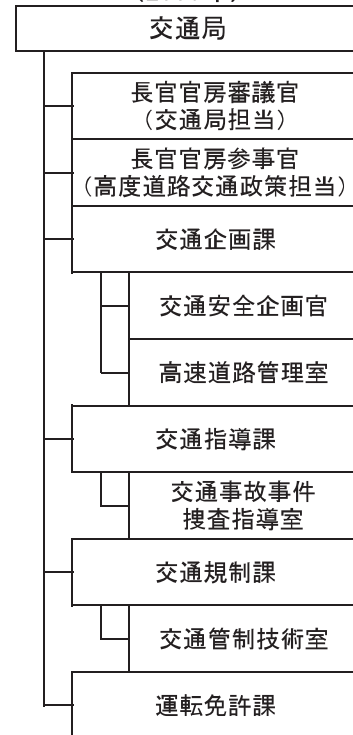 交通局
長官官房審議官
（交通局担当）
長官官房参事官
（高度道路交通政策担当）
交通企画課
交通安全企画官
高速道路管理室
交通指導課
交通事故事件
捜査指導室
交通規制課
交通管制技術室
運転免許課